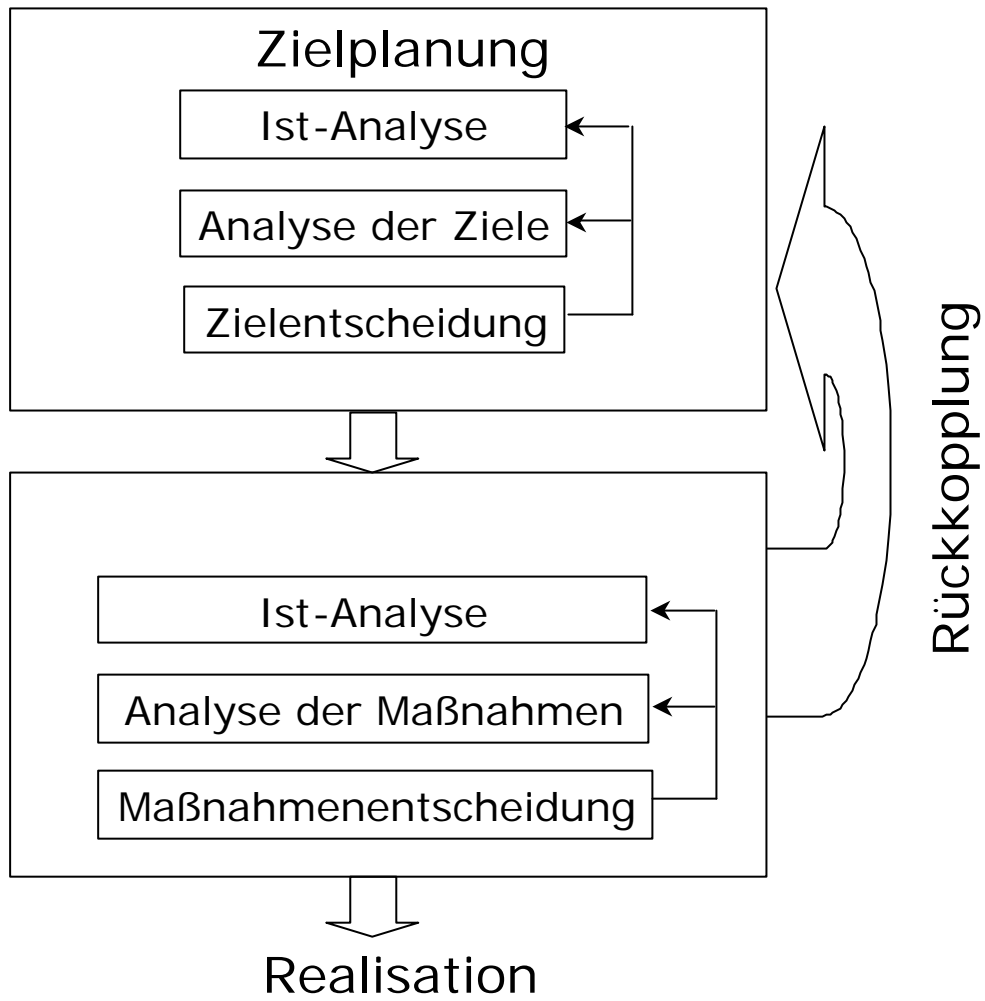 Zielplanung
Ist-Analyse
Analyse der Ziele
Zielentscheidung
Ist-Analyse
Analyse der Maßnahmen
Maßnahmenentscheidung
Realisation
Rückkopplung